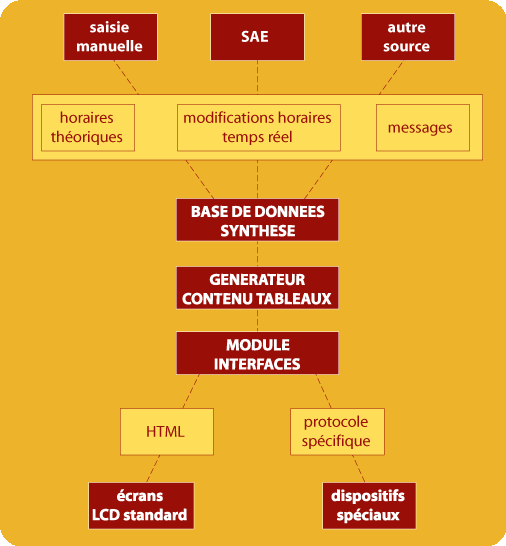 saisie
manuelle
SAE
autre
source
horaires
théoriques
modifications horaires
temps réel
messages
BASE DE DONNEES
SYNTHESE
GENERATEUR
CONTENU TABLEAUX
MODULE
INTERFACES
HTML
protocole
spécifique
écrans
LCD standard
dispositifs
spéciaux